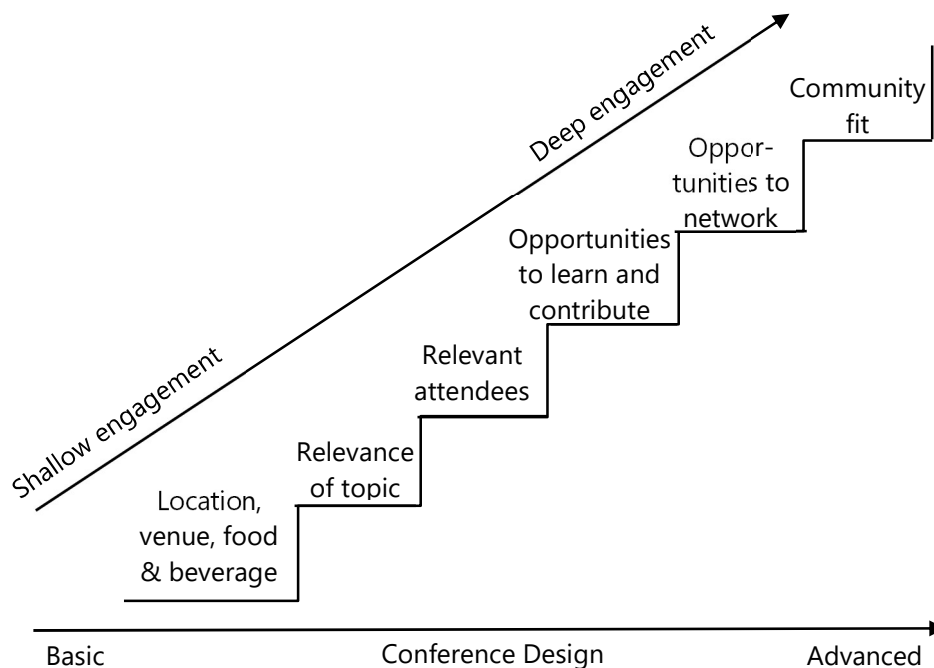 Community
fit
Deep engagement
Oppor-
tunities to
network
Opportunities
to learn and
contribute
Relevant
attendees
Shallow engagement
Relevance
of topic
Location,
venue, food
& beverage
Basic
Conference Design
Advanced